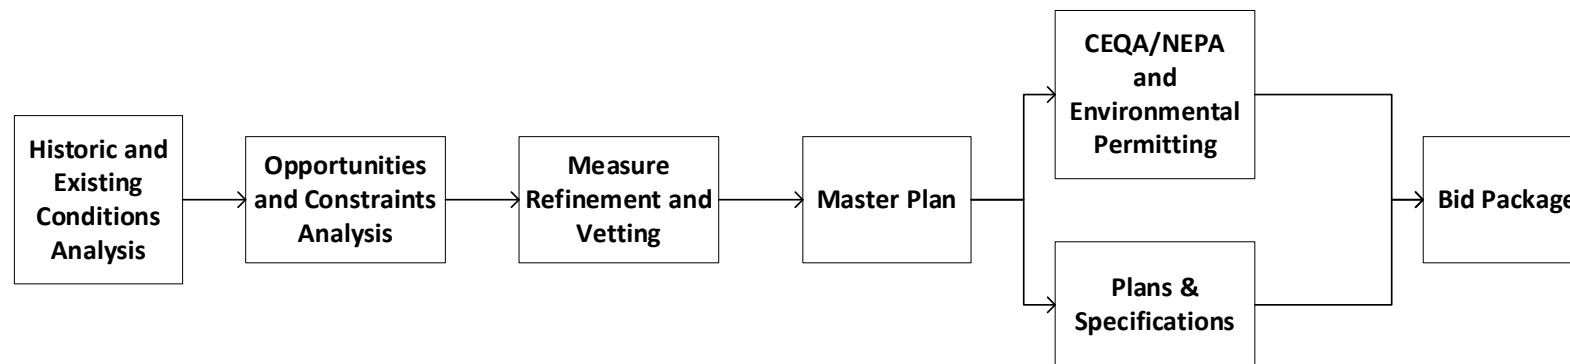 Historic and
Existing
Conditions
Analysis
Opportunities
and Constraints
Analysis
Measure
Refinement and
Vetting
Master Plan
CEQA/NEPA
and
Environmental
Permitting
Plans &
Specifications
Bid Package